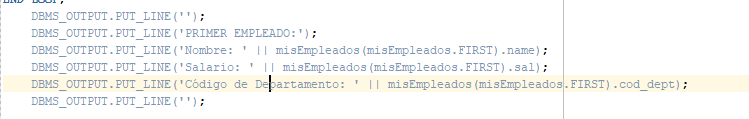 END LOOP;
DBMS_OUTPUT.PUT_LINE('');
DBMS_OUTPUT.PUT_LINE('PRIMER EMPLEADO:');
DBMS_OUTPUT.PUT_LINE('Nombre: ' || misEmpleados(misEmpleados.FIRST).name);
DBMS_OUTPUT.PUT_LINE('Salario: ' || misEmpleados(misEmpleados.FIRST).sal);
DBMS_OUTPUT.PUT_LINE('Código de Departamento: ' || misEmpleados(misEmpleados.FIRST).cod_dept);
DBMS_OUTPUT.PUT_LINE('');